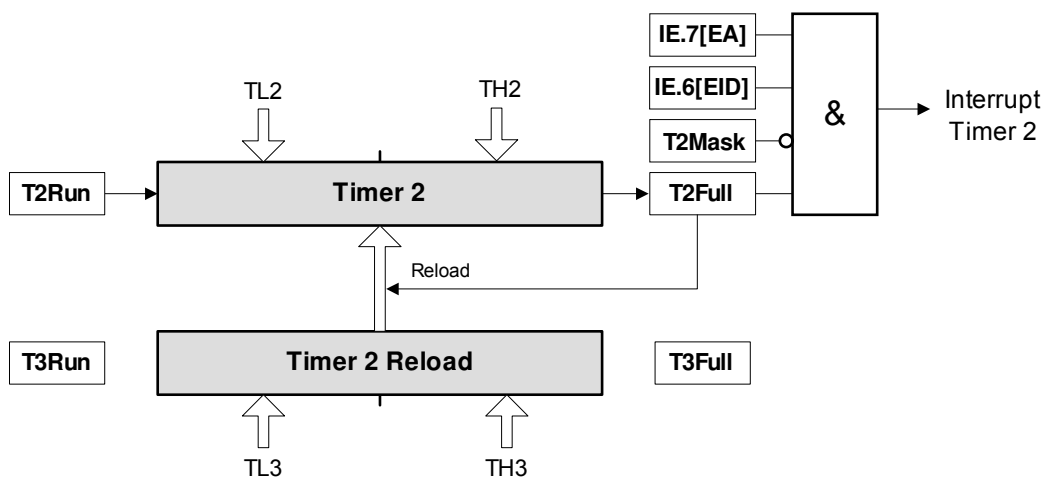 IE.7[EA]
IE.6[EID]
&
Interrupt
Timer 2
T2Mask
TL2
TH2
T2Run
Timer 2
T2Full
Reload
T3Run
Timer 2 Reload
T3Full
TL3
TH3